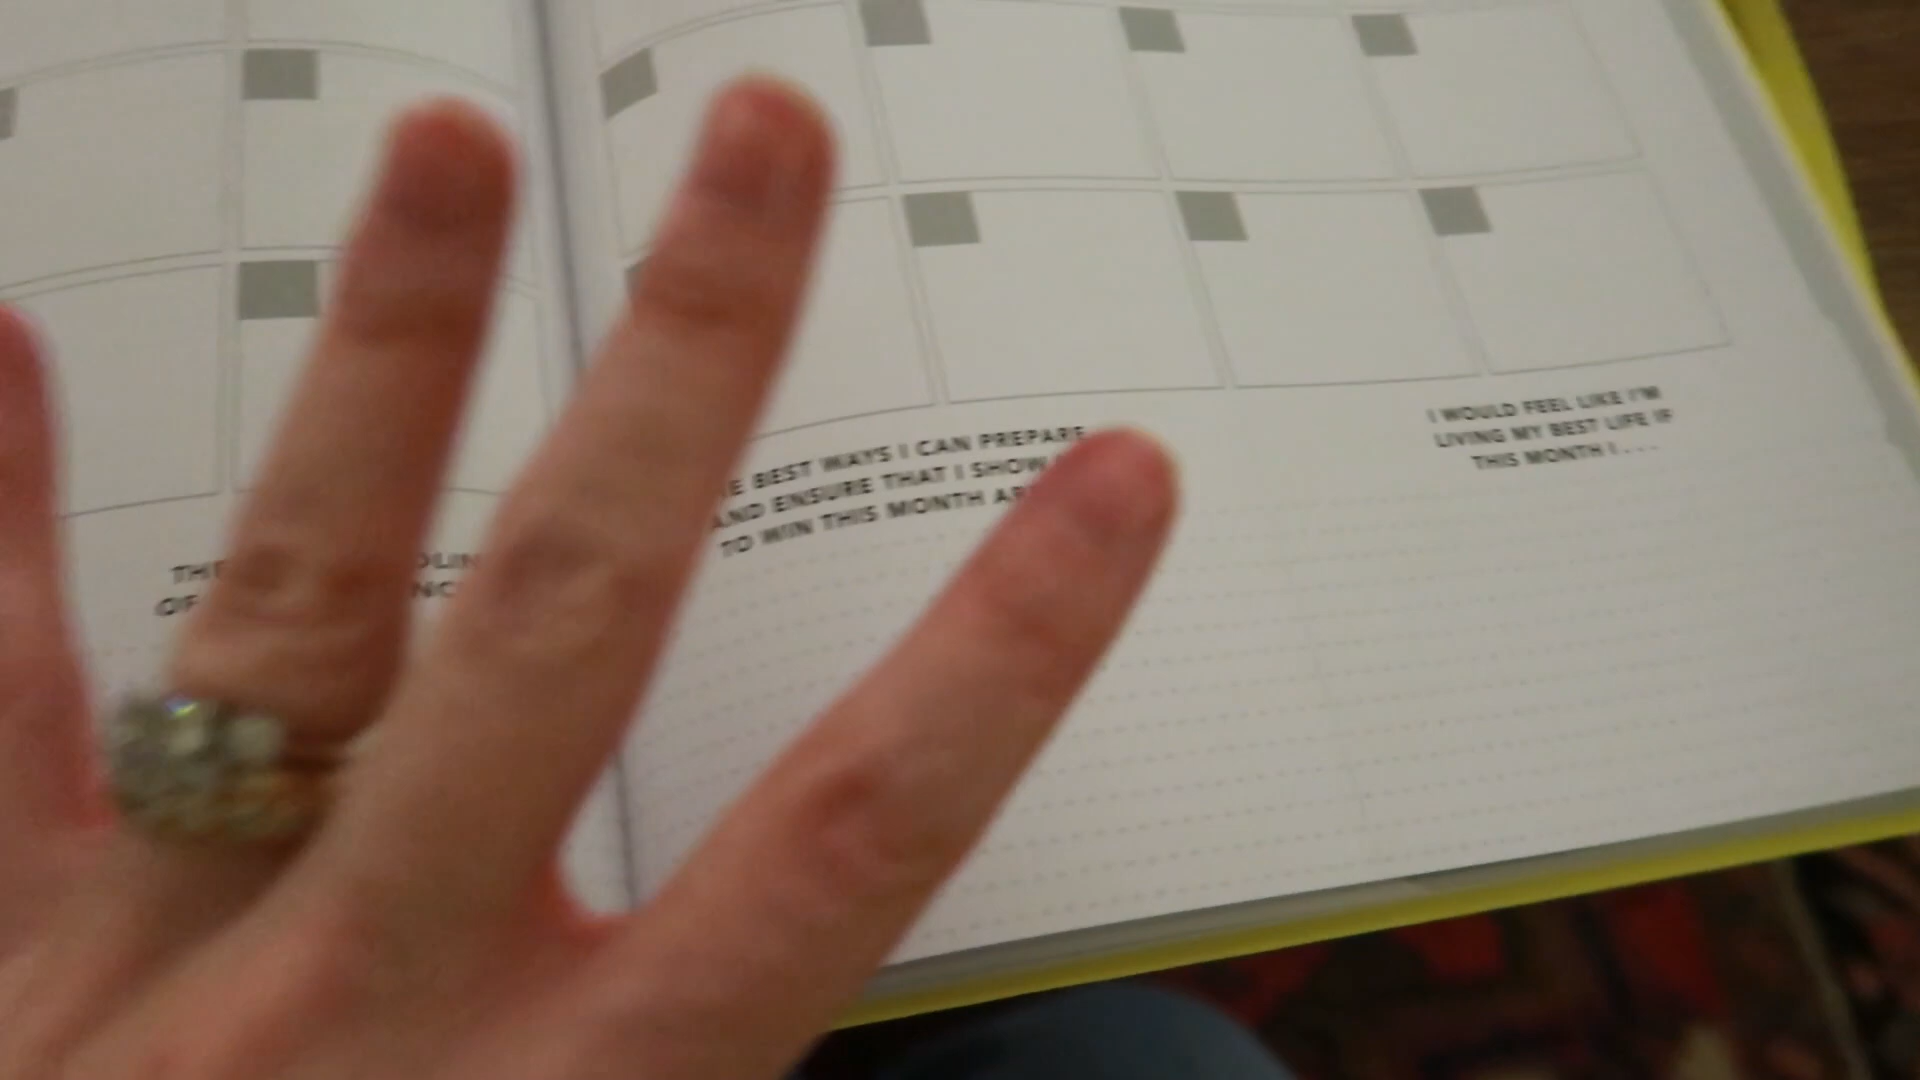 BEST WAYS I CAN PREPARE
AND ENSURE THAT I SHOW
TO WIN THIS MONTH
I WOULD FEEL LIKE I'M
LIVING MY BEST LIFE IF
THIS MONTH I....
OF